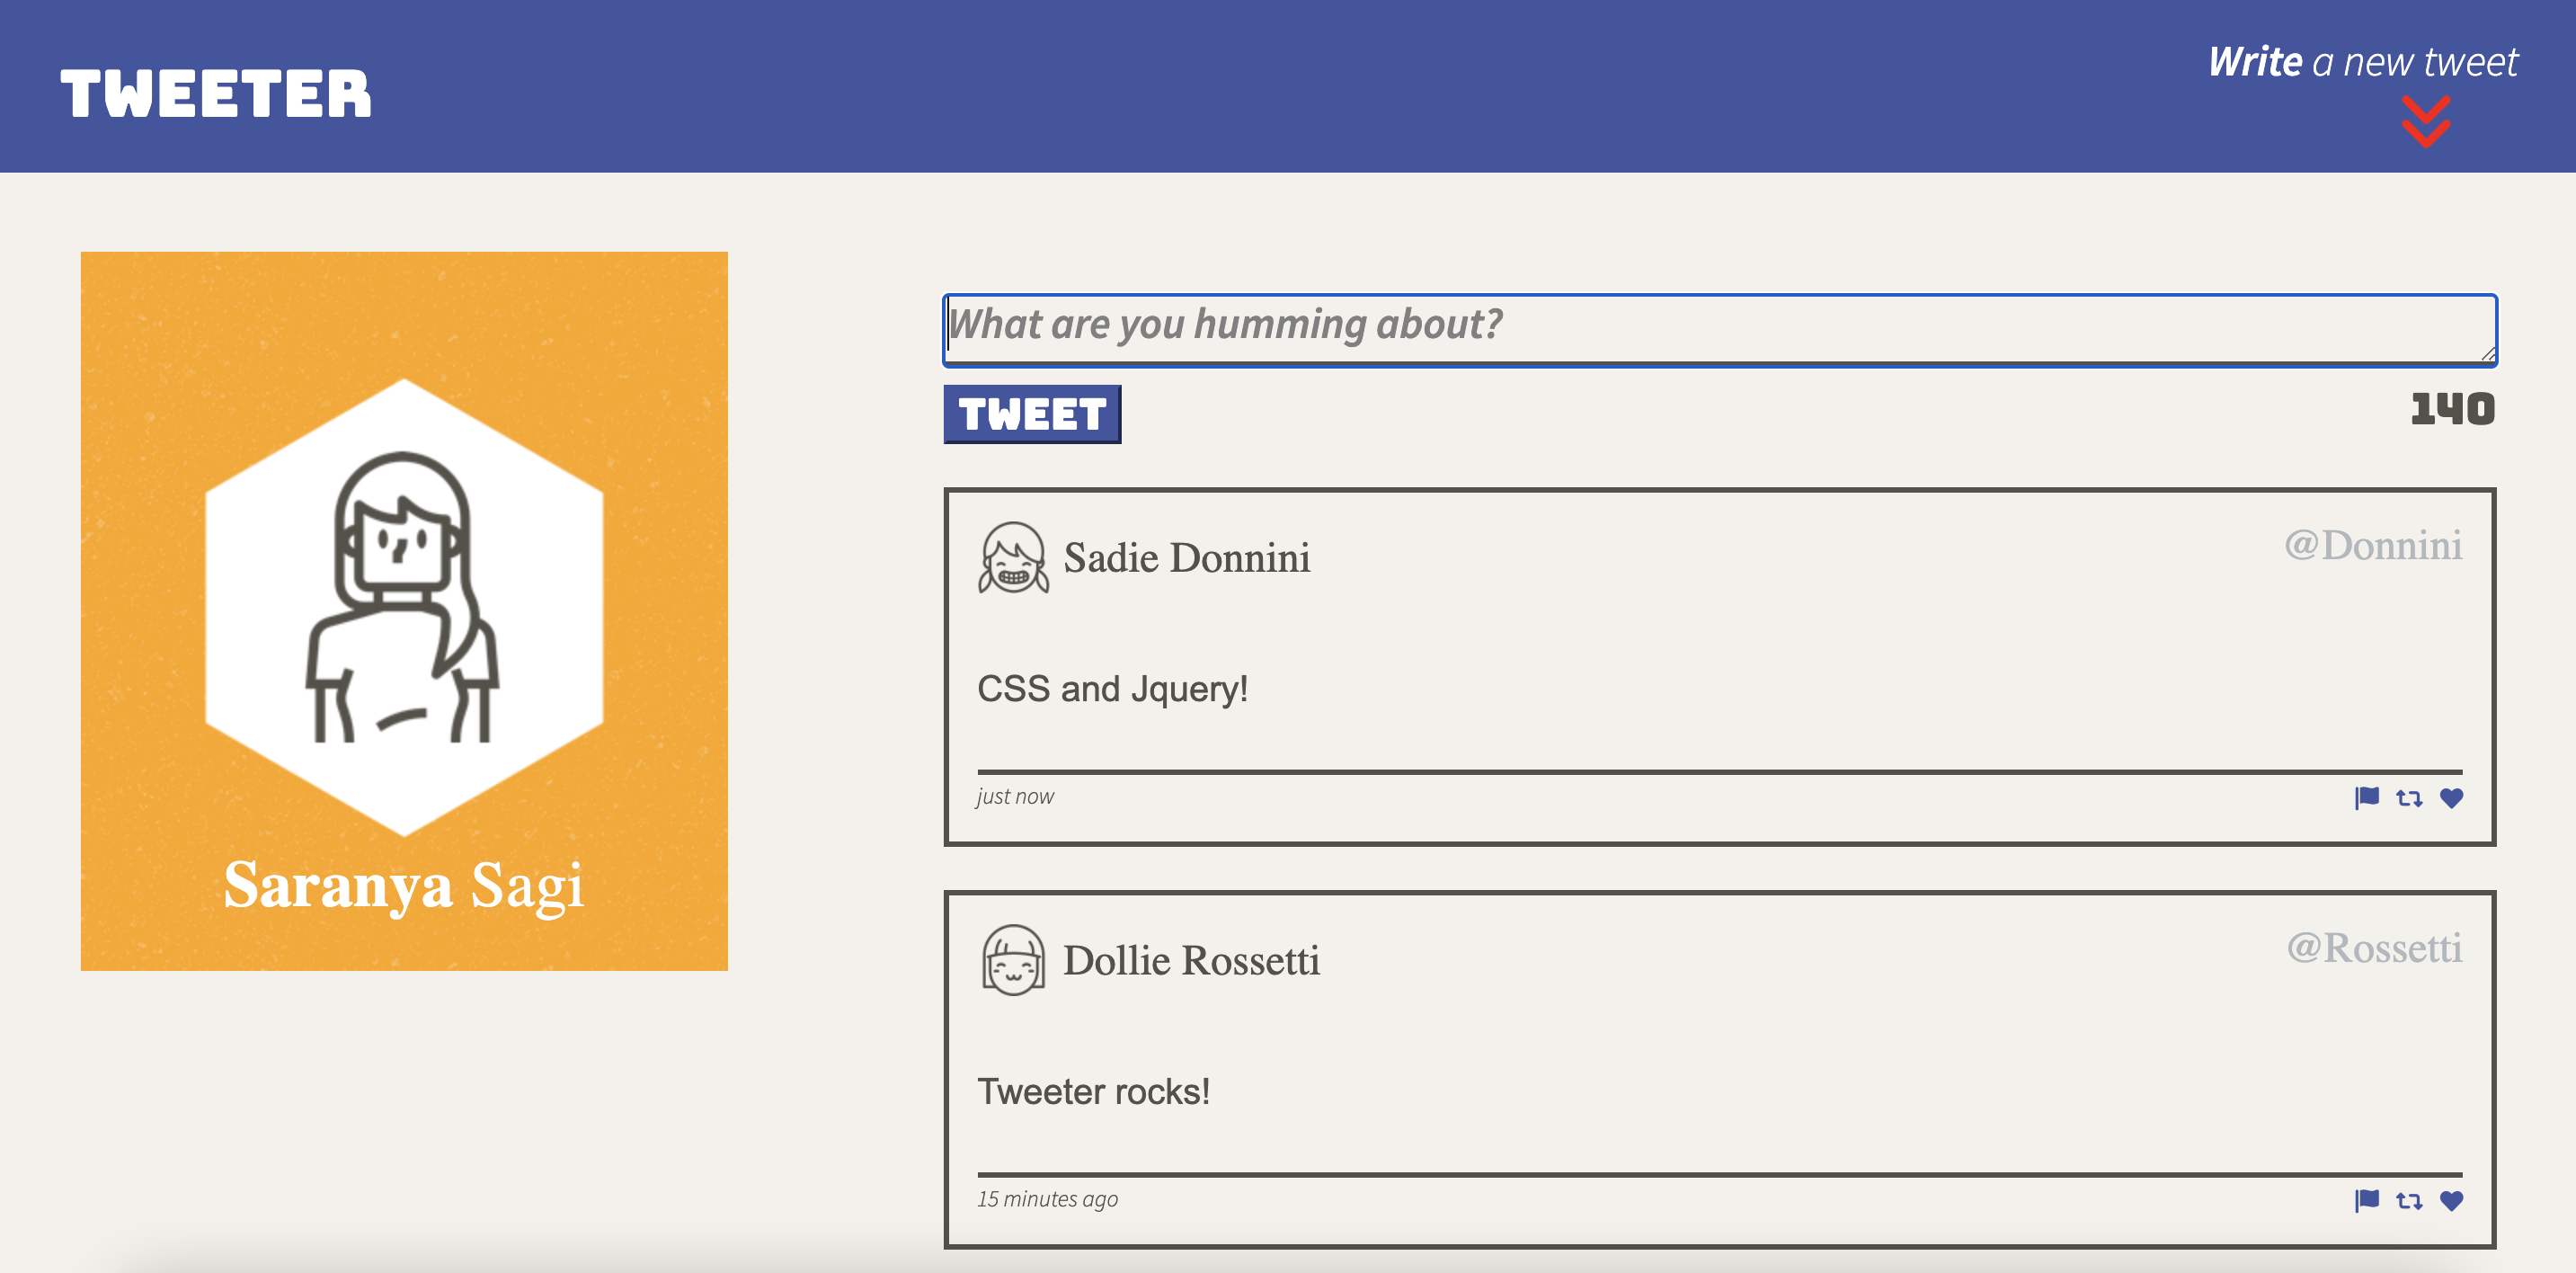 TWEETER
Write a new tweet
What are you humming about?
TWEET
140
Sadie Donnini
@Donnini
CSS and Jquery!
just now
Saranya Sagi
Dollie Rossetti
@Rossetti
Tweeter rocks!
15 minutes ago